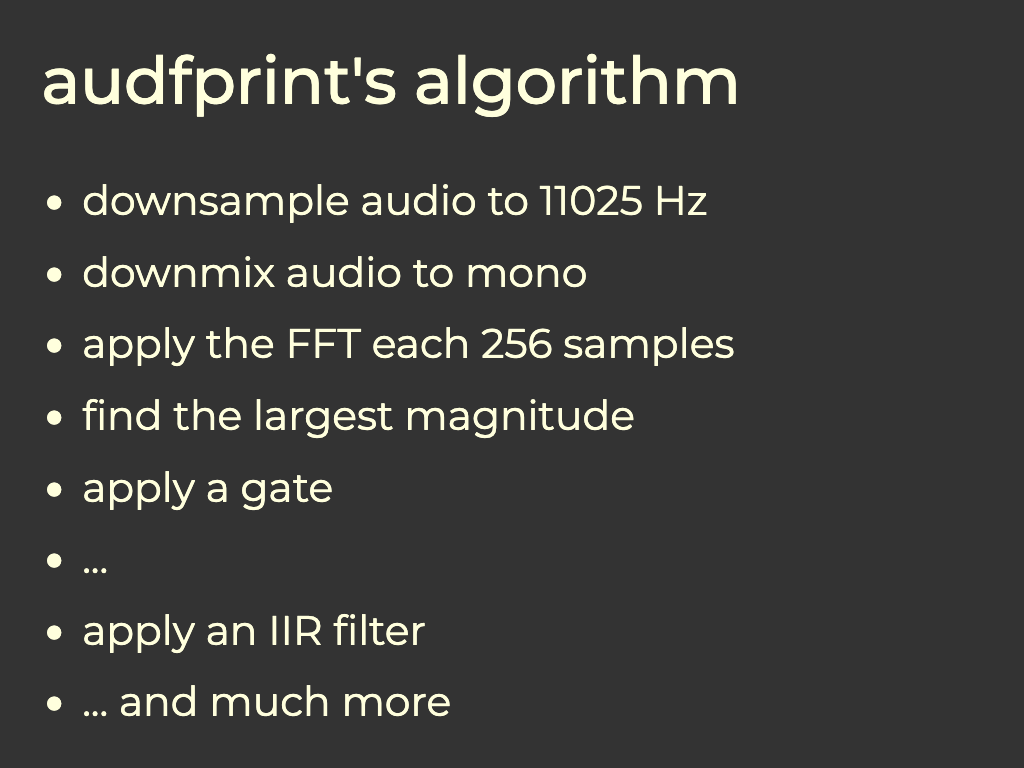 audfprint's algorithm
• downsample audio to 11025 Hz
• downmix audio to mono
• apply the FFT each 256 samples
• find the largest magnitude
• apply a gate
• ...
• apply an IIR filter
• ... and much more